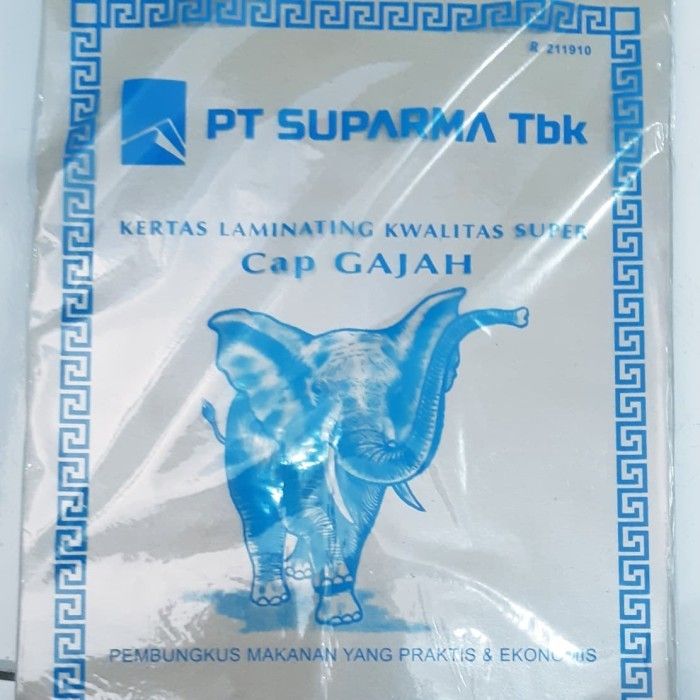 R 211910
PT SUPARMA Tbk
KERTAS LAMINATING KWALITAS SUPER
Cap GAJAH
PEMBUNGKUS MAKANAN YANG PRAKTIS & EKONOMIS